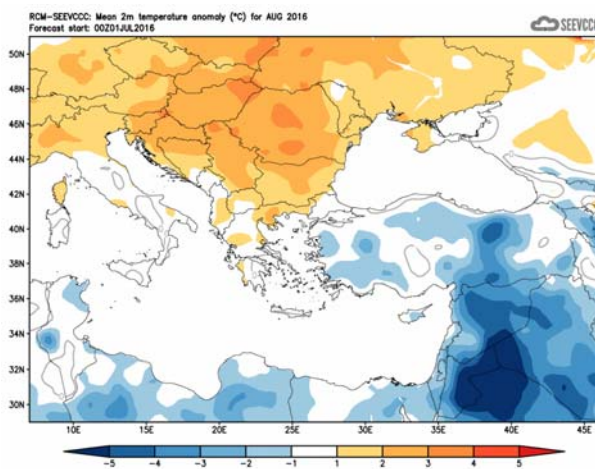 RCM-SEEVCCC: Mean 2m temperature anomaly (°C) for AUG 2016
Forecast start: 00Z01JUL2016
SEEVCCC
50N
48N
46N
44N
42N
40N
38N
36N
34N
32N
30N
10E 15E 20E 25E 30E 35E 40E 45E
-5 -4 -3 -2 -1 1 2 3 4 5